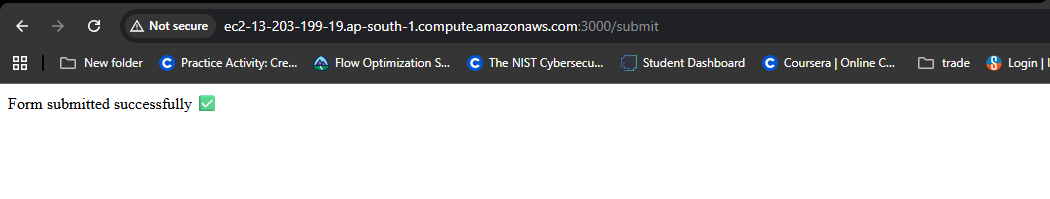 Not secure ec2-13-203-199-19.ap-south-1.compute.amazonaws.com:3000/submit
New folder Practice Activity: Cre... Flow Optimization S... The NIST Cybersecu... Student Dashboard Coursera | Online C... trade Login |
Form submitted successfully ✅